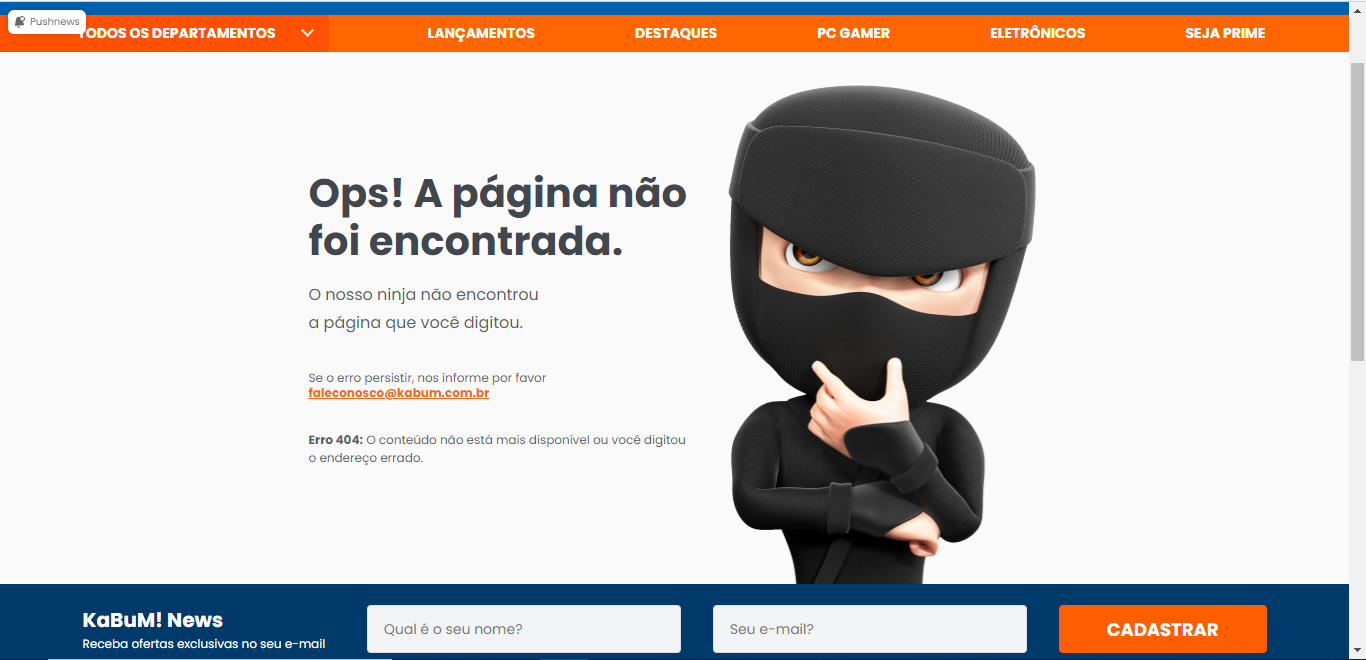 Pushnews
TODOS OS DEPARTAMENTOS
LANÇAMENTOS
DESTAQUES
PC GAMER
ELETRÔNICOS
SEJA PRIME
Ops! A página não
foi encontrada.
O nosso ninja não encontrou
a página que você digitou.
Se o erro persistir, nos informe por favor
faleconosco@kabum.com.br
Erro 404: O conteúdo não está mais disponível ou você digitou
o endereço errado.
KaBuM! News
Receba ofertas exclusivas no seu e-mail
Qual é o seu nome?
Seu e-mail?
CADASTRAR